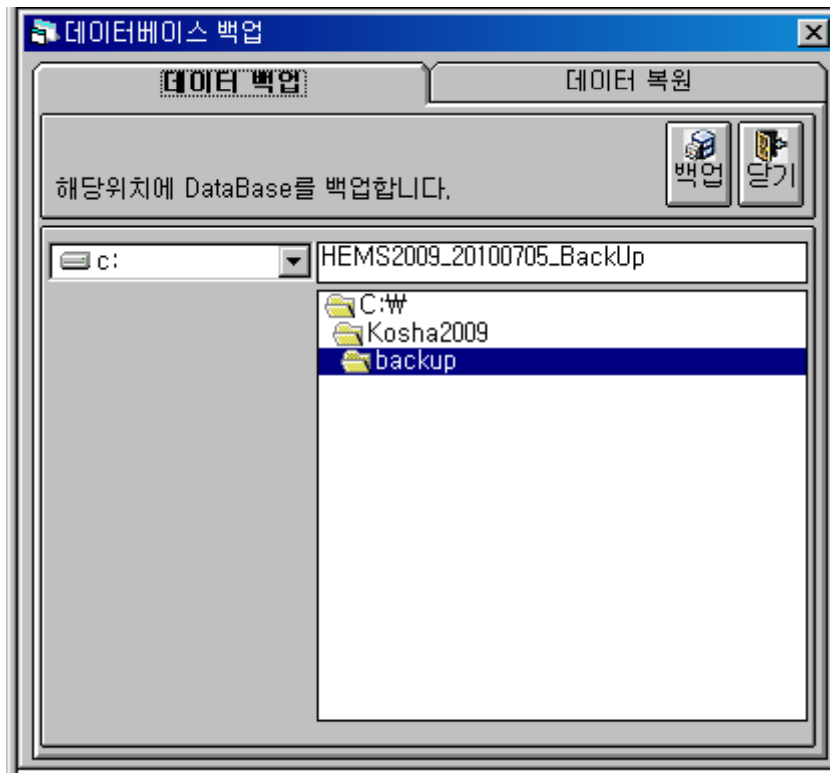 데이터베이스 백업
데이터 백업
데이터 복원
해당위치에 DataBase를 백업합니다.
백업
닫기
c:
HEMS2009_20100705_BackUp
C:₩
Kosha2009
backup